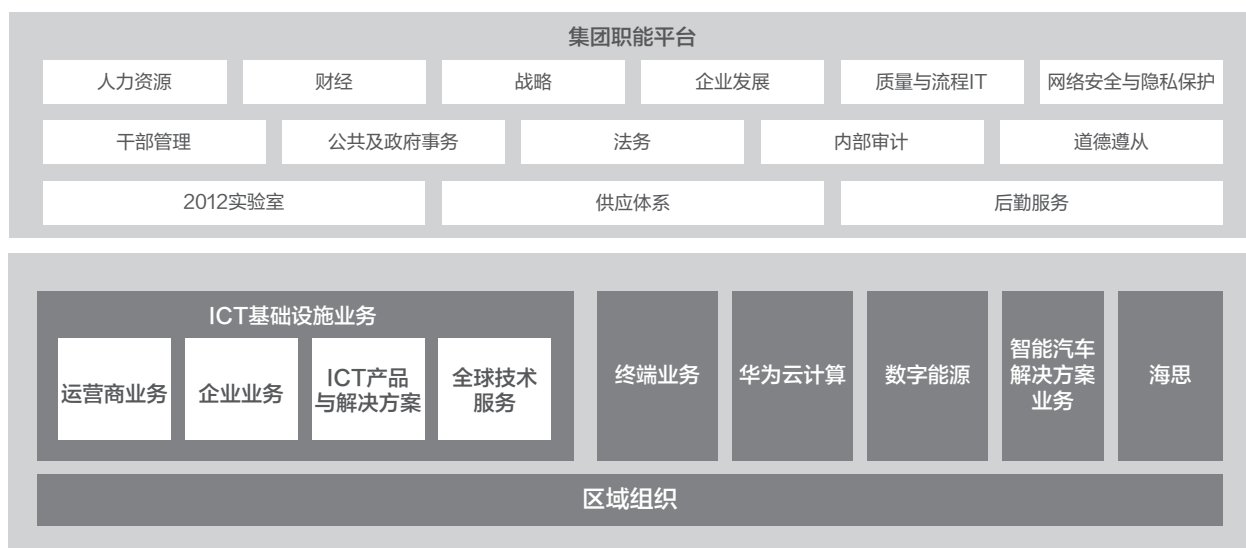 集团职能平台
人力资源
财经
战略
企业发展
质量与流程IT
网络安全与隐私保护
干部管理
公共及政府事务
法务
内部审计
道德遵从
2012实验室
供应体系
后勤服务
ICT基础设施业务
运营商业务
企业业务
ICT产品
与解决方案
全球技术
服务
终端业务
华为云计算
数字能源
智能汽车
解决方案
业务
海思
区域组织